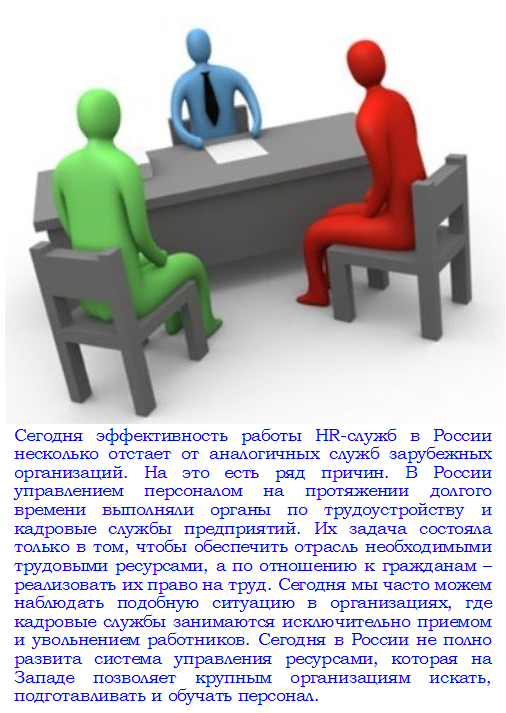 Сегодня эффективность работы HR-служб в России
несколько отстает от аналогичных служб зарубежных
организаций. На это есть ряд причин. В России
управлением персоналом на протяжении долгого
времени выполняли органы по трудоустройству и
кадровые службы предприятий. Их задача состояла
только в том, чтобы обеспечить отрасль необходимыми
трудовыми ресурсами, а по отношению к гражданам –
реализовать их право на труд. Сегодня мы часто можем
наблюдать подобную ситуацию в организациях, где
кадровые службы занимаются исключительно приемом
и увольнением работников. Сегодня в России не полно
развита система управления ресурсами, которая на
Западе позволяет крупным организациям искать,
подготавливать и обучать персонал.